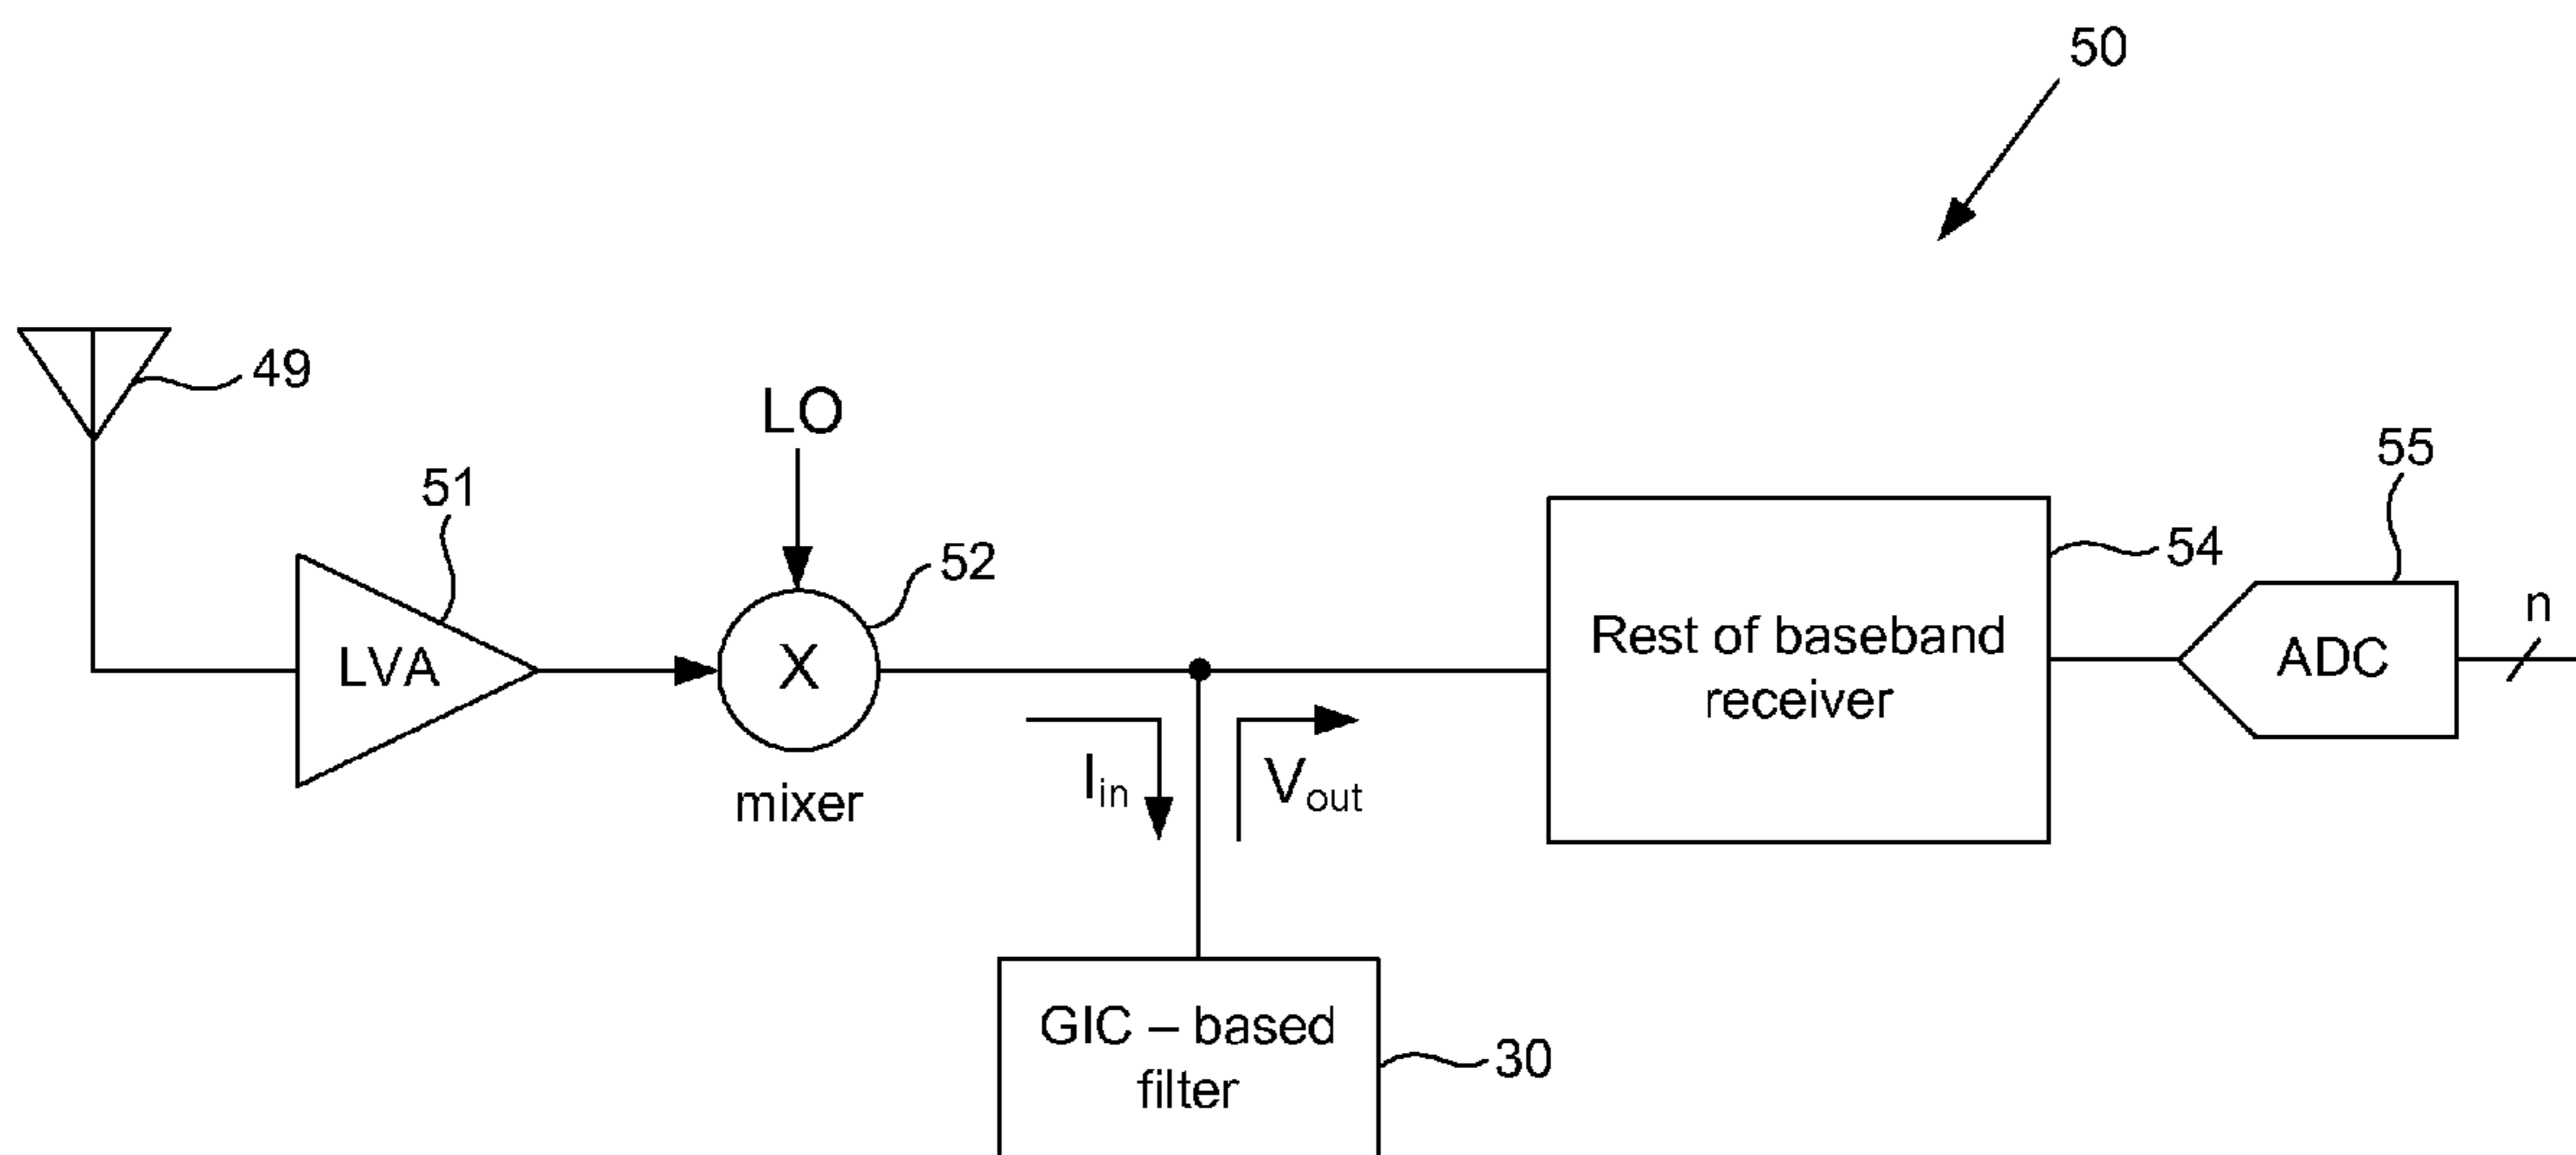 50
49
LO
51
52
55
54
n
LVA
X
Rest of baseband
receiver
ADC
mixer
Iin
Vout
GIC – based
filter
30